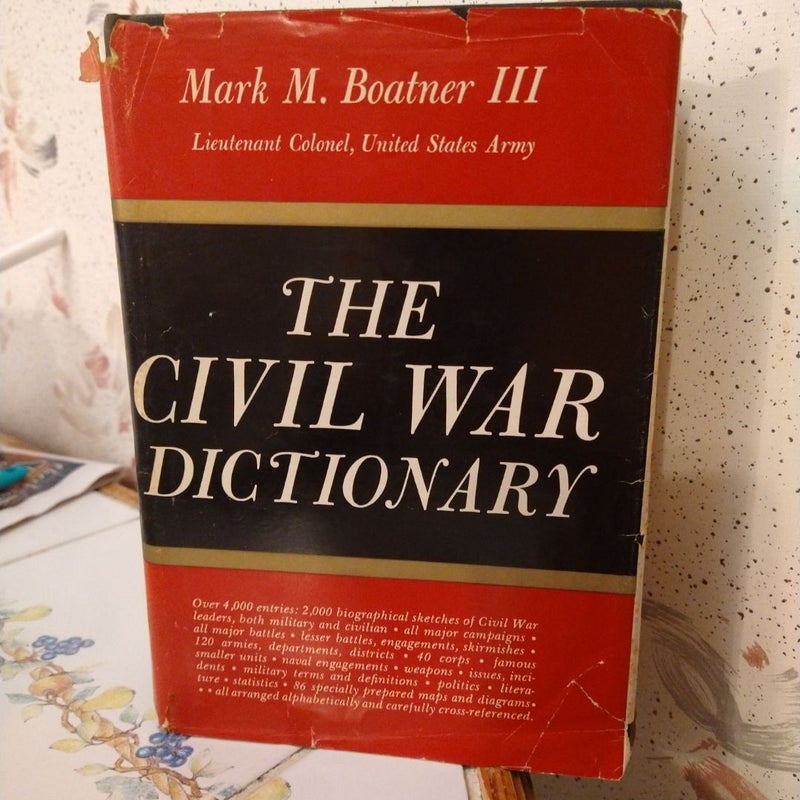 Mark M. Boatner III
Lieutenant Colonel, United States Army
THE
CIVIL WAR
DICTIONARY
Over 4,000 entries: 2,000 biographical sketches of Civil War
leaders, both military and civilian • all major campaigns •
all major battles • lesser battles, engagements, skirmishes •
120 armies, departments, districts • 40 corps • famous
smaller units • naval engagements • weapons • issues, inci-
dents • military terms and definitions • politics • litera-
ture • statistics • 86 specially prepared maps and diagrams•
• • all arranged alphabetically and carefully cross-referenced.